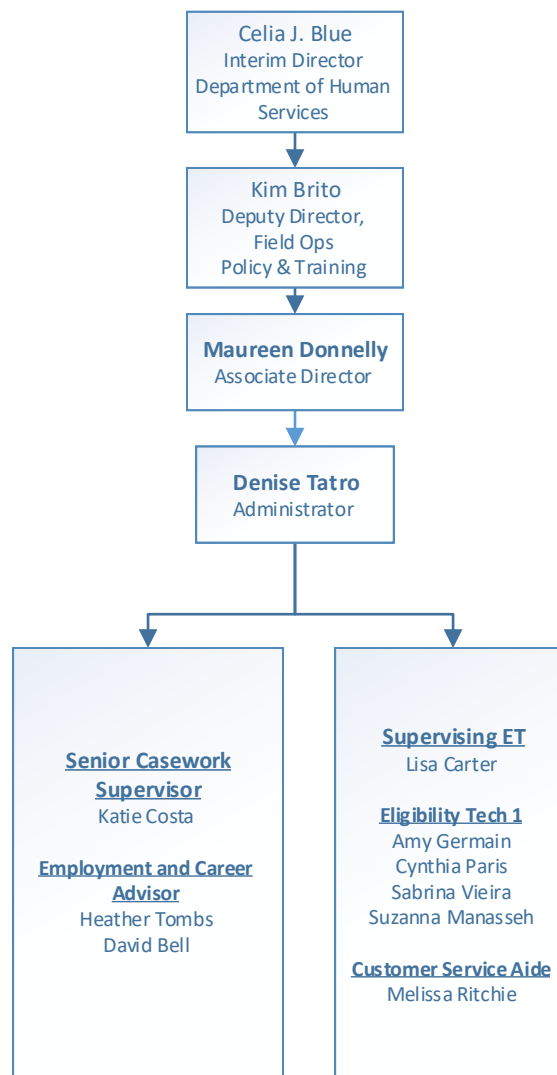 Celia J. Blue
Interim Director
Department of Human
Services
Kim Brito
Deputy Director,
Field Ops
Policy & Training
Maureen Donnelly
Associate Director
Denise Tatro
Administrator
Senior Casework
Supervisor
Katie Costa
Employment and Career
Advisor
Heather Tombs
David Bell
Supervising ET
Lisa Carter
Eligibility Tech 1
Amy Germain
Cynthia Paris
Sabrina Vieira
Suzanna Manasseh
Customer Service Aide
Melissa Ritchie